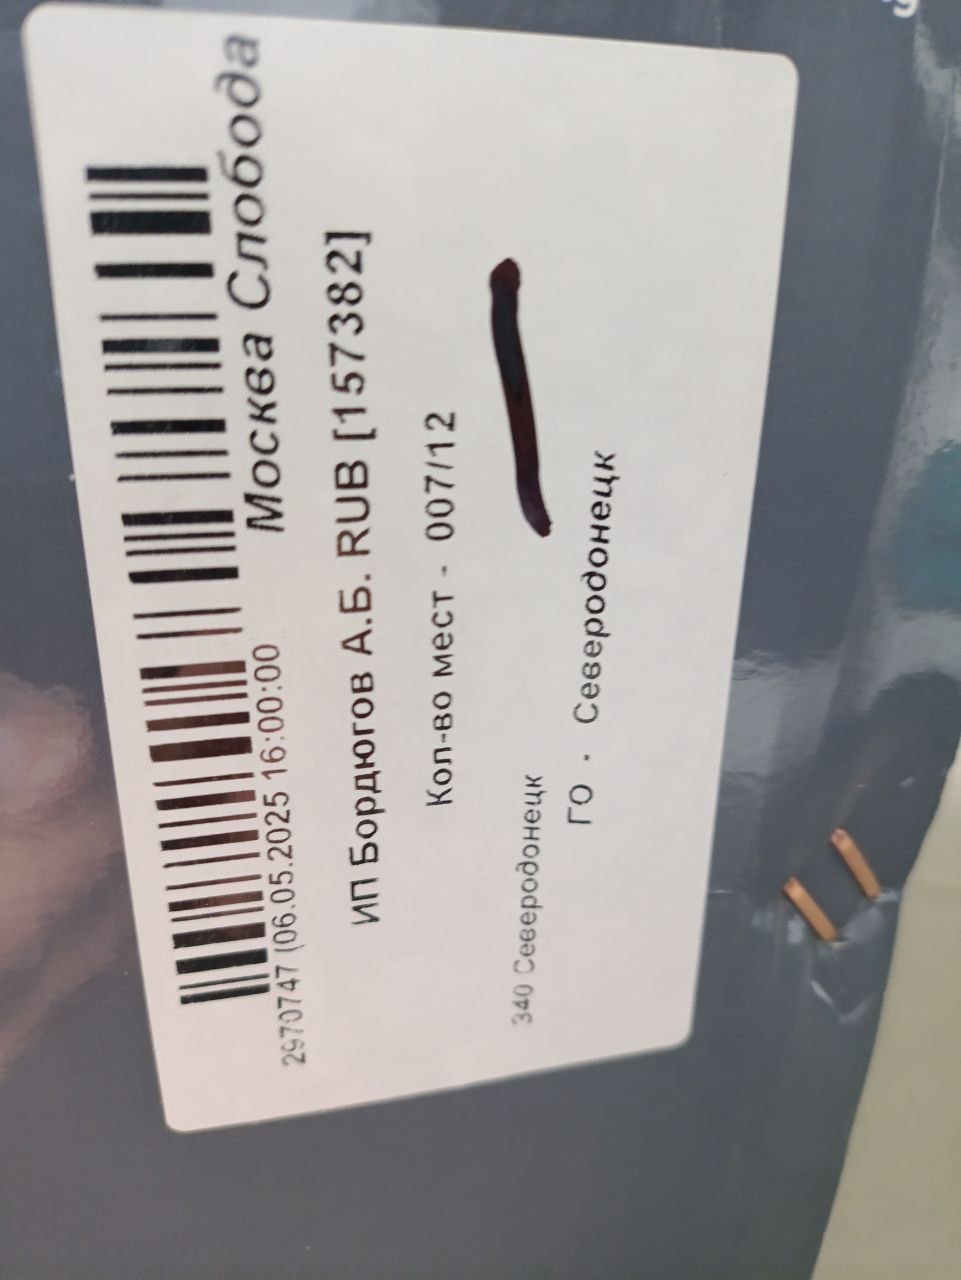 Москва Слобода
2970747 (06.05.2025 16:00:00
ИП Бордюгов А.Б. RUB [157382]
Кол-во мест - 007/12
340 Северодонецк
ГО - Северодонецк